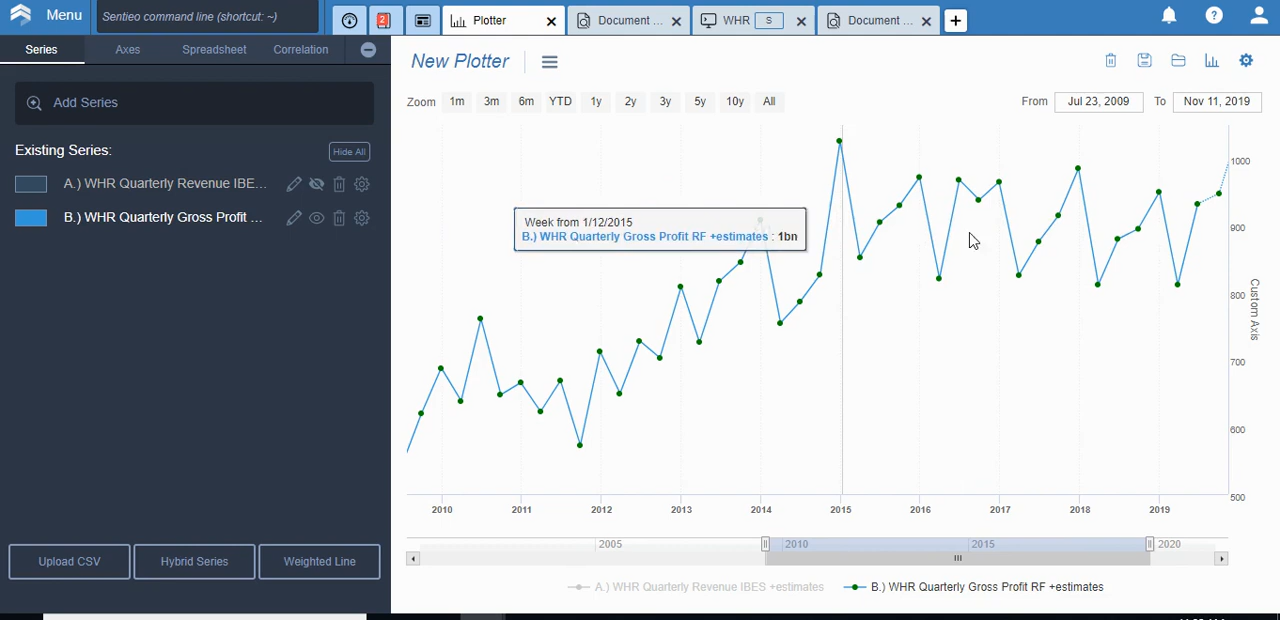 Menu
Sentieo command line (shortcut: ~)
2
Plotter
Document ...
WHR
S
Document ...
Series
Axes
Spreadsheet
Correlation
Add Series
Existing Series:
Hide All
A.) WHR Quarterly Revenue IBE...
B.) WHR Quarterly Gross Profit ...
Upload CSV
Hybrid Series
Weighted Line
New Plotter
Zoom
1m
3m
6m
YTD
1y
2y
3y
5y
10y
All
From
Jul 23, 2009
To
Nov 11, 2019
Week from 1/12/2015
B.) WHR Quarterly Gross Profit RF +estimates : 1bn
1000
900
800
700
600
500
Custom Axis
2010
2011
2012
2013
2014
2015
2016
2017
2018
2019
2005
2010
2015
2020
A.) WHR Quarterly Revenue IBES +estimates
B.) WHR Quarterly Gross Profit RF +estimates